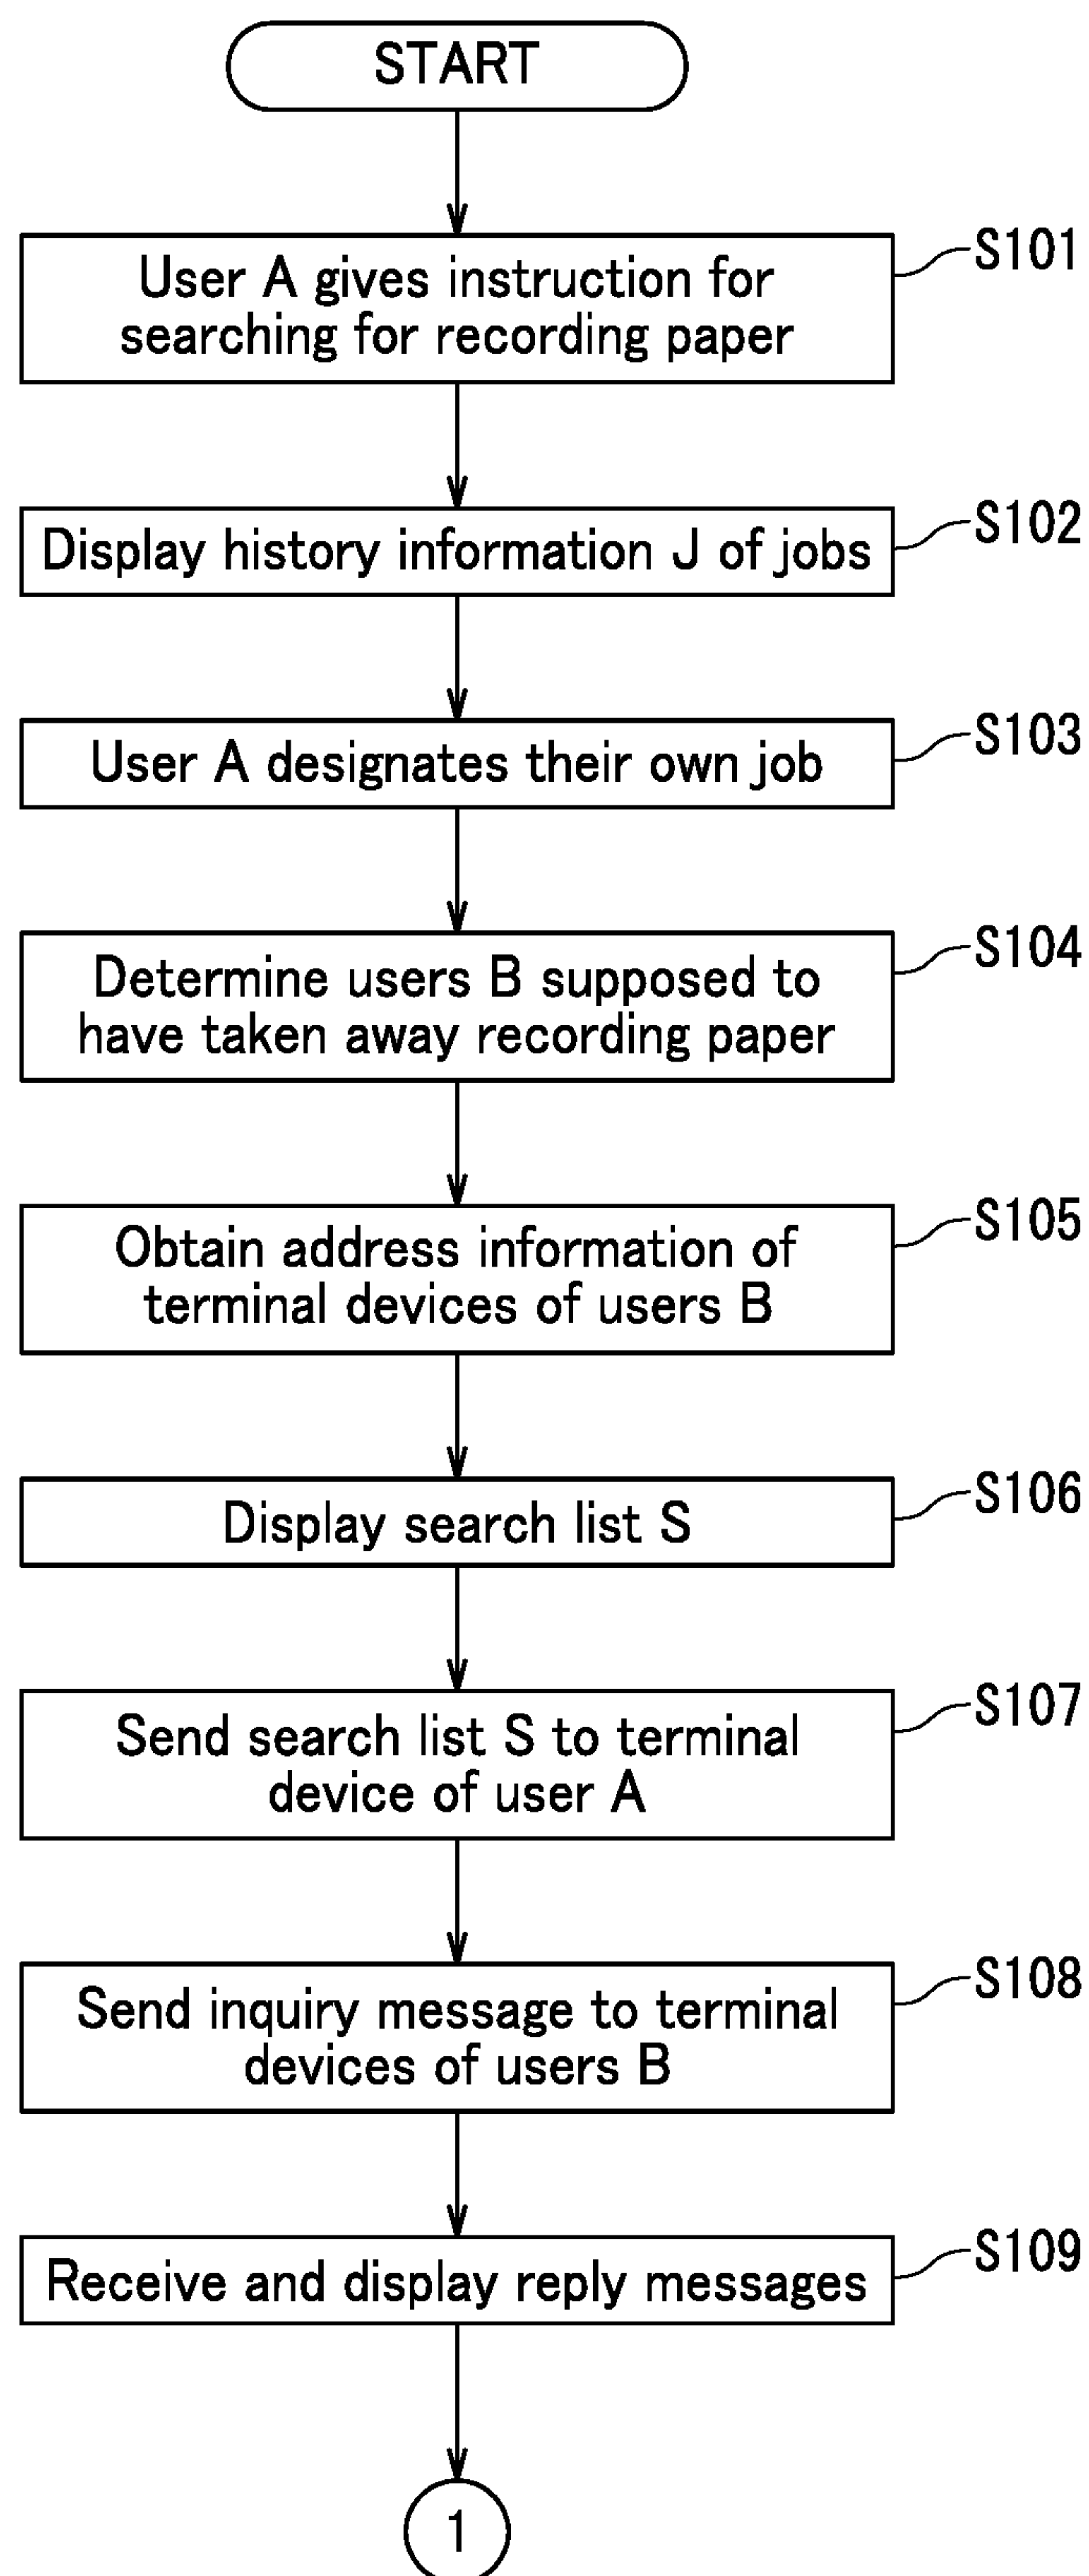 START
S101
User A gives instruction for
searching for recording paper
S102
Display history information J of jobs
S103
User A designates their own job
S104
Determine users B supposed to
have taken away recording paper
S105
Obtain address information of
terminal devices of users B
S106
Display search list S
S107
Send search list S to terminal
device of user A
S108
Send inquiry message to terminal
devices of users B
S109
Receive and display reply messages
1